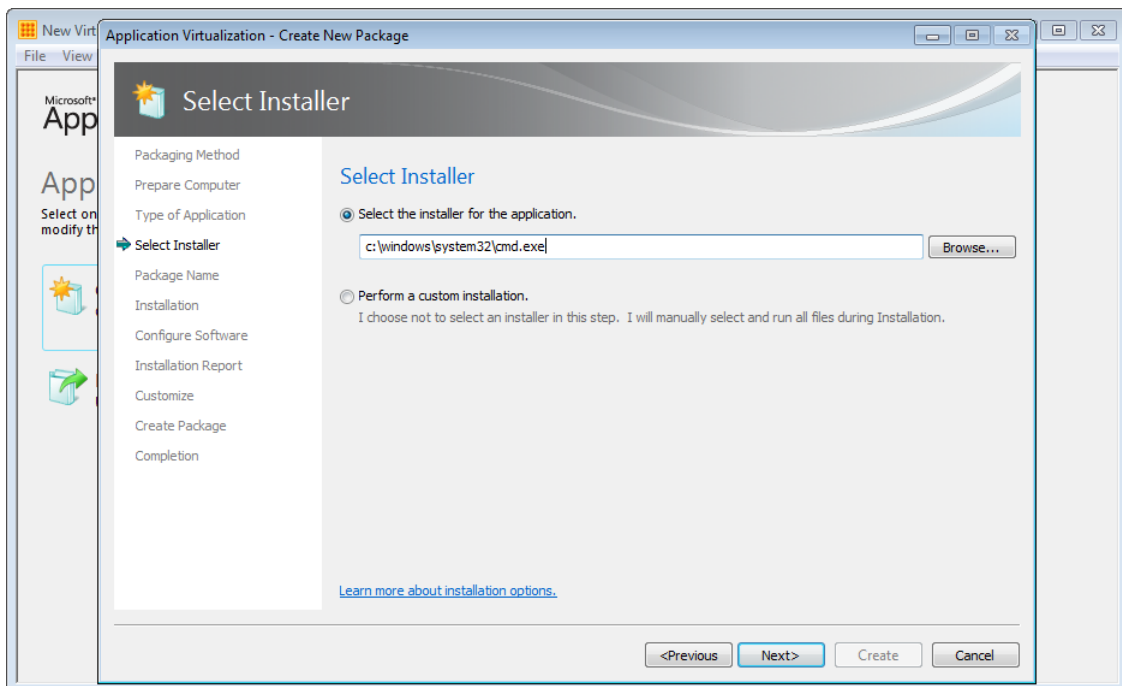 New Virt
File View
Microsoft®
App
App
Select on
modify th
Application Virtualization - Create New Package
Select Installer
Packaging Method
Prepare Computer
Type of Application
Select Installer
Package Name
Installation
Configure Software
Installation Report
Customize
Create Package
Completion
Select Installer
Select the installer for the application.
c:\windows\system32\cmd.exe
Browse...
Perform a custom installation.
I choose not to select an installer in this step. I will manually select and run all files during Installation.
Learn more about installation options.
<Previous Next> Create Cancel